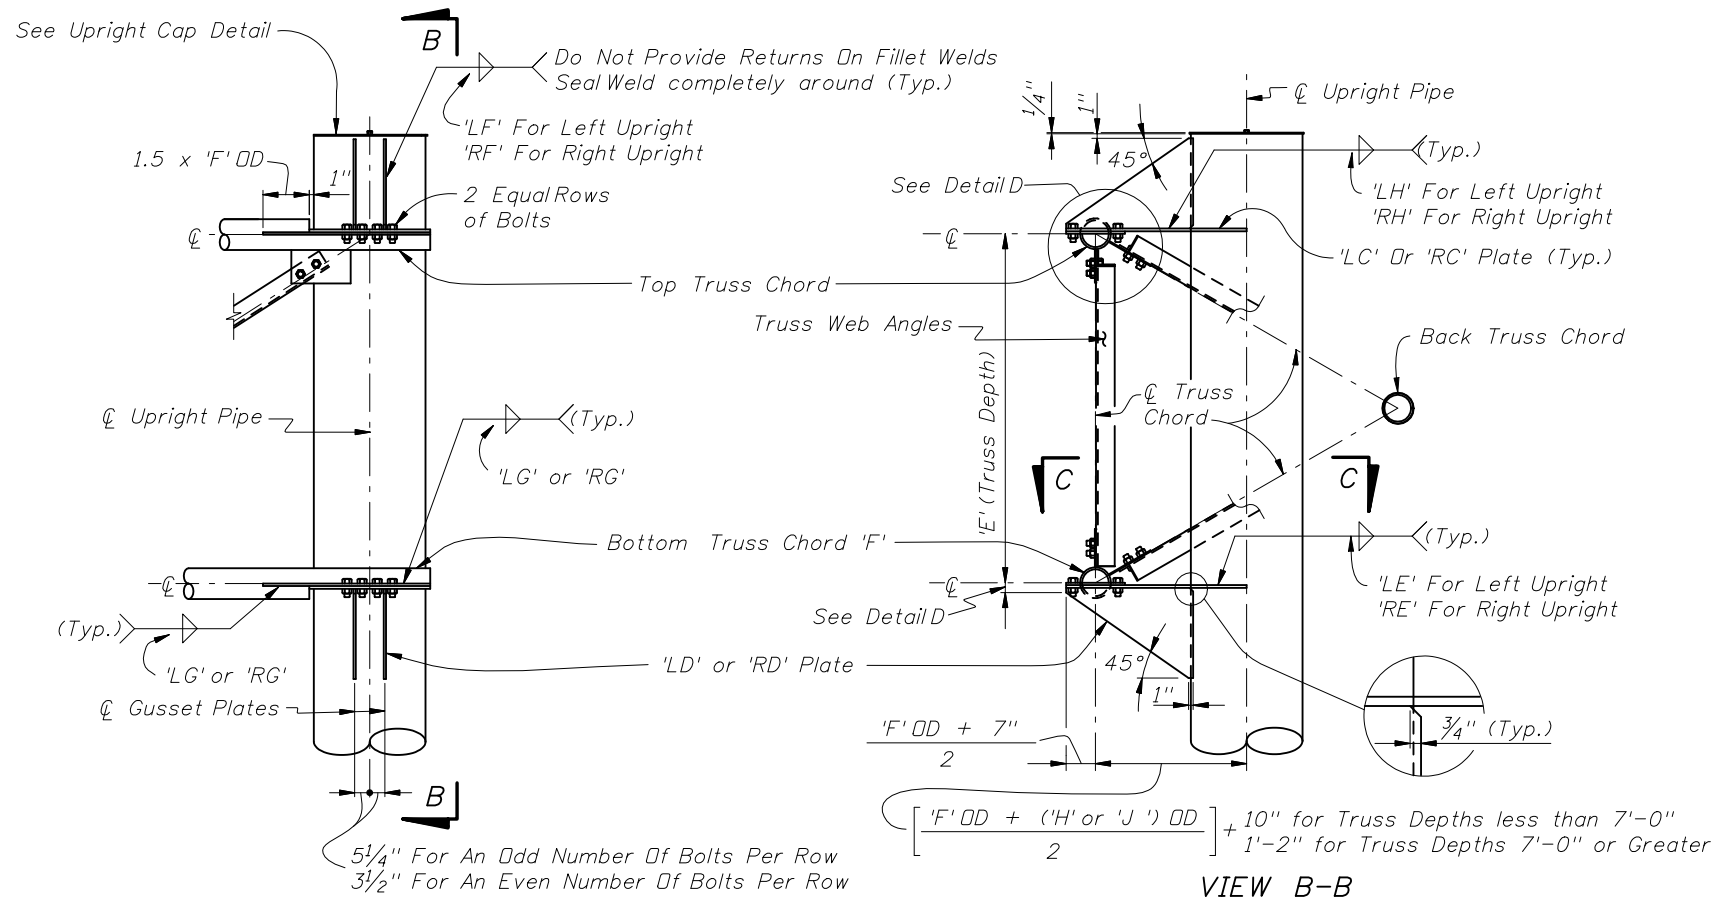 See Upright Cap Detail
B
Do Not Provide Returns On Fillet Welds
Seal Weld completely around (Typ.)
'LF' For Left Upright
'RF' For Right Upright
1.5 x 'F' OD
1"
2 Equal Rows
of Bolts
℄
Top Truss Chord
℄ Upright Pipe
(Typ.)
'LG' or 'RG'
Bottom Truss Chord 'F'
℄
(Typ.)
'LG' or 'RG'
'LD' or 'RD' Plate
℄ Gusset Plates
B
5¼" For An Odd Number Of Bolts Per Row
3½" For An Even Number Of Bolts Per Row
¼"
1"
℄ Upright Pipe
45°
(Typ.)
See Detail D
'LH' For Left Upright
'RH' For Right Upright
℄
'LC' Or 'RC' Plate (Typ.)
Truss Web Angles
Back Truss Chord
'E' (Truss Depth)
℄ Truss
Chord
C
C
(Typ.)
℄
'LE' For Left Upright
'RE' For Right Upright
See Detail D
45°
1"
¾" (Typ.)
'F' OD + 7"
2
'F' OD + ('H' or 'J ') OD
2
+ 10" for Truss Depths less than 7'-0"
1'-2" for Truss Depths 7'-0" or Greater
VIEW B-B